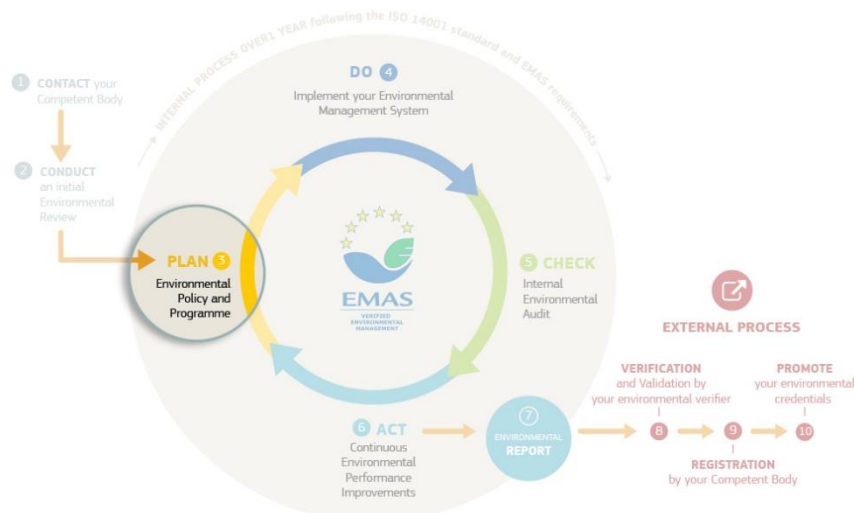 INTERNAL PROCESS OVER1 YEAR following the ISO 14001 standard and EMAS requirements
1 CONTACT your
Competent Body
2 CONDUCT
an initial
Environmental
Review
PLAN 3
Environmental
Policy and
Programme
DO 4
Implement your Environmental
Management System
5 CHECK
Internal
Environmental
Audit
EMAS
VERIFIED
ENVIRONMENTAL
MANAGEMENT
6 ACT
Continuous
Environmental
Performance
Improvements
7
ENVIRONMENTAL
REPORT
EXTERNAL PROCESS
VERIFICATION
and Validation by
your environmental verifier
8
9
REGISTRATION
by your Competent Body
PROMOTE
your environmental
credentials
10